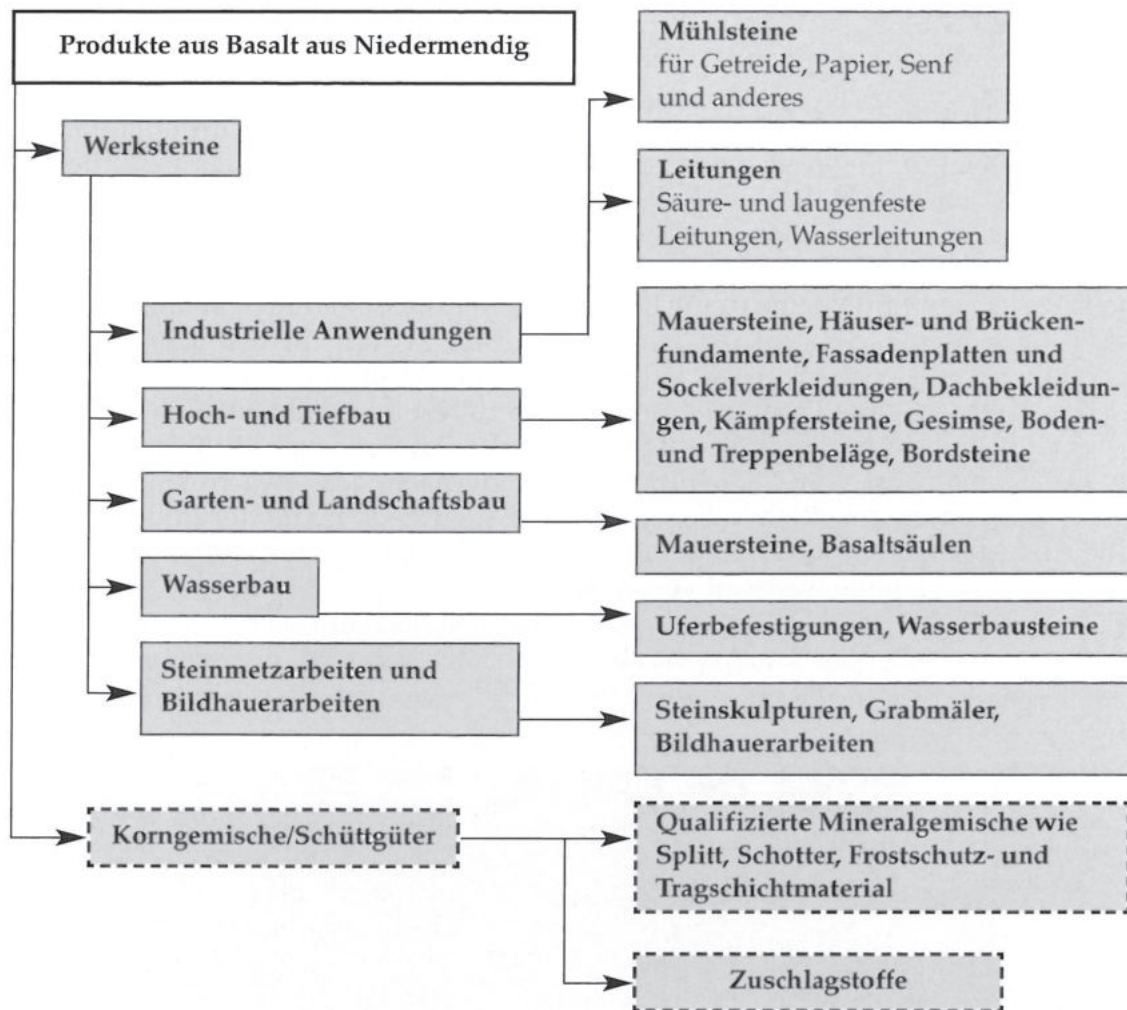 Produkte aus Basalt aus Niedermendig
Mühlsteine
für Getreide, Papier, Senf
und anderes
Werksteine
Leitungen
Säure- und laugenfeste
Leitungen, Wasserleitungen
Industrielle Anwendungen
Mauersteine, Häuser- und Brücken-
fundamente, Fassadenplatten und
Sockelverkleidungen, Dachbekleidun-
gen, Kämpfersteine, Gesimse, Boden-
und Treppenbeläge, Bordsteine
Hoch- und Tiefbau
Garten- und Landschaftsbau
Mauersteine, Basaltsäulen
Wasserbau
Uferbefestigungen, Wasserbausteine
Steinmetzarbeiten und
Bildhauerarbeiten
Steinskulpturen, Grabmäler,
Bildhauerarbeiten
Korngemische/Schüttgüter
Qualifizierte Mineralgemische wie
Splitt, Schotter, Frostschutz- und
Tragschichtmaterial
Zuschlagstoffe